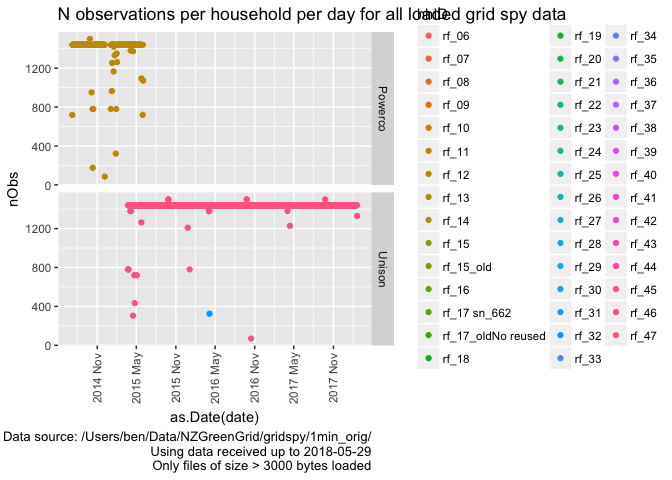 N observations per household per day for all loaded grid spy data
hhID
nObs
1200
800
400
0
Powerco
1200
800
400
0
Unison
2014 Nov
2015 May
2015 Nov
2016 May
2016 Nov
2017 May
2017 Nov
as.Date(date)
rf_06
rf_07
rf_08
rf_09
rf_10
rf_11
rf_12
rf_13
rf_14
rf_15
rf_15_old
rf_16
rf_17 sn_662
rf_17_oldNo reused
rf_18
rf_19
rf_20
rf_21
rf_22
rf_23
rf_24
rf_25
rf_26
rf_27
rf_28
rf_29
rf_30
rf_31
rf_32
rf_33
rf_34
rf_35
rf_36
rf_37
rf_38
rf_39
rf_40
rf_41
rf_42
rf_43
rf_44
rf_45
rf_46
rf_47
Data source: /Users/ben/Data/NZGreenGrid/gridspy/1min_orig/
Using data received up to 2018-05-29
Only files of size > 3000 bytes loaded